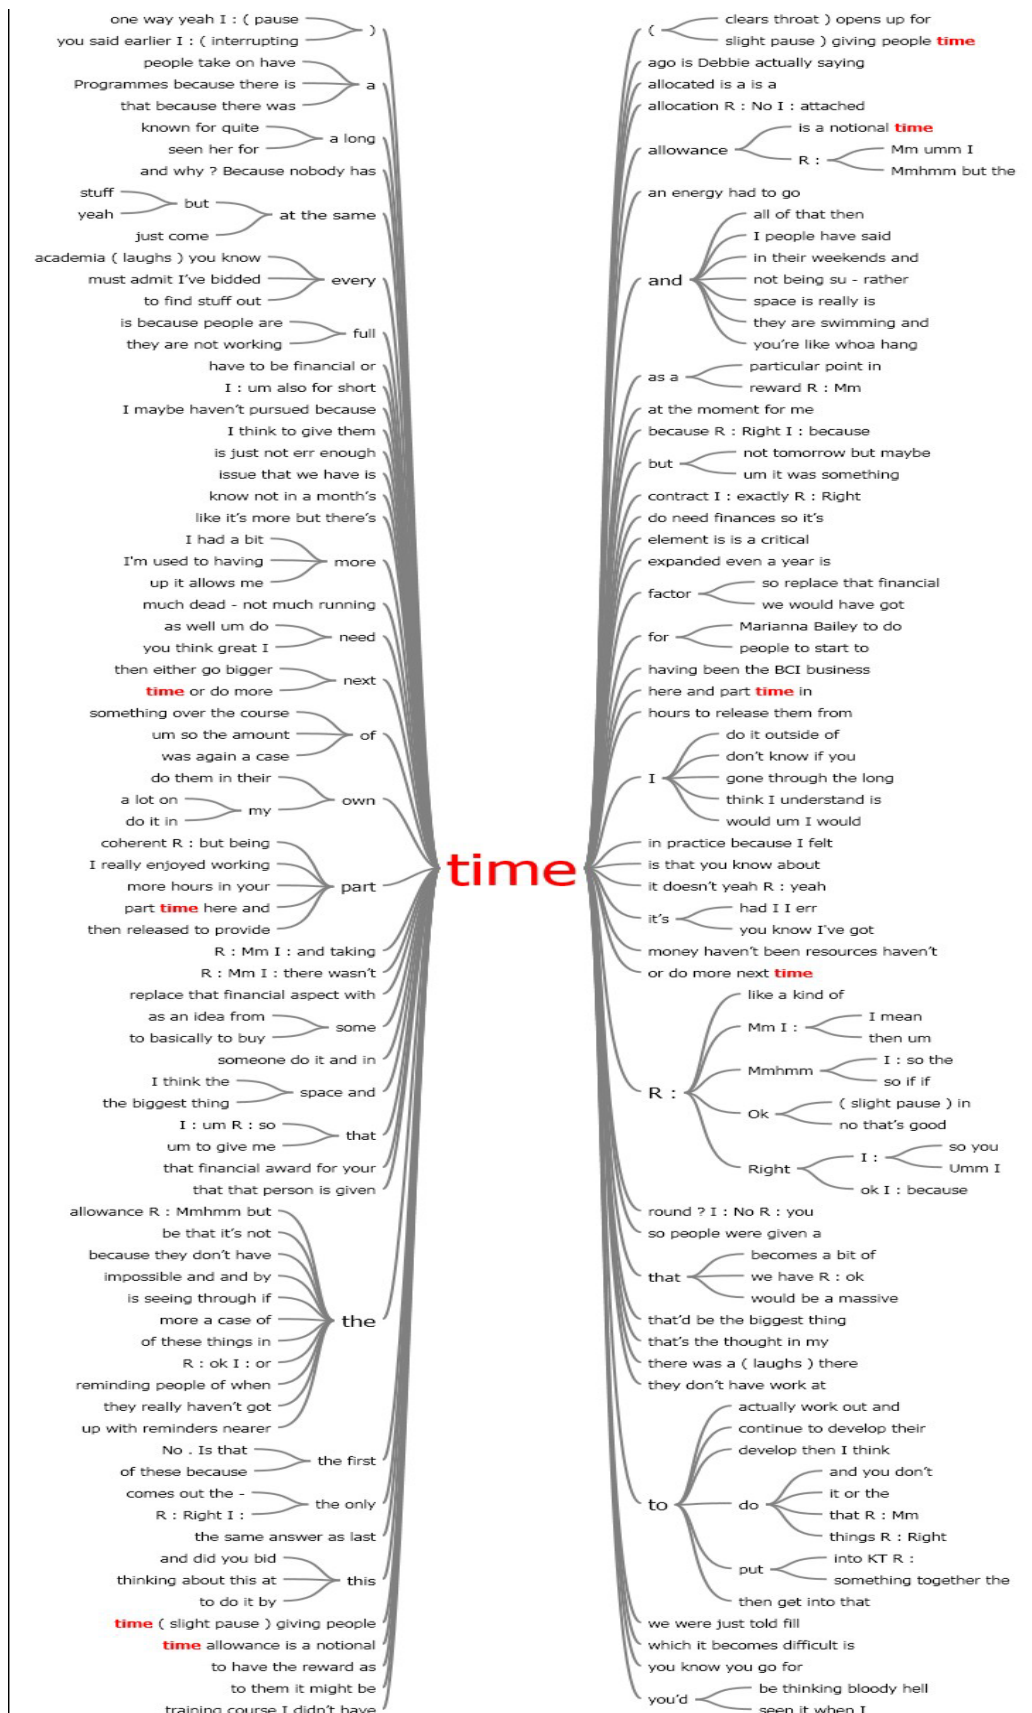 one way yeah I : ( pause
you said earlier I : ( interrupting
)
people take on have
Programmes because there is
that because there was
a
known for quite
seen her for
a long
and why ? Because nobody has
stuff
yeah
but
just come
at the same
academia ( laughs ) you know
must admit I've bidded
to find stuff out
every
is because people are
they are not working
full
have to be financial or
I : um also for short
I maybe haven't pursued because
I think to give them
is just not err enough
issue that we have is
know not in a month's
like it's more but there's
I had a bit
I'm used to having
up it allows me
more
much dead - not much running
as well um do
you think great I
need
then either go bigger
time or do more
next
something over the course
um so the amount
was again a case
of
do them in their
a lot on
do it in
my
own
coherent R : but being
I really enjoyed working
more hours in your
part time here and
then released to provide
part
R : Mm I : and taking
R : Mm I : there wasn't
replace that financial aspect with
as an idea from
to basically to buy
some
someone do it and in
I think the
the biggest thing
space and
I : um R : so
um to give me
that
that financial award for your
that that person is given
allowance R : Mmhmm but
be that it's not
because they don't have
impossible and and by
is seeing through if
more a case of
of these things in
R : ok I : or
reminding people of when
they really haven't got
up with reminders nearer
the
No . Is that
of these because
the first
comes out the -
R : Right I :
the only
the same answer as last
and did you bid
thinking about this at
to do it by
this
time ( slight pause ) giving people
time allowance is a notional
to have the reward as
to them it might be
training course I didn't have
time
(
clears throat ) opens up for
slight pause ) giving people time
ago is Debbie actually saying
allocated is a is a
allocation R : No I : attached
allowance
is a notional time
R :
Mm umm I
Mmhmm but the
an energy had to go
and
all of that then
I people have said
in their weekends and
not being su - rather
space is really is
they are swimming and
you're like whoa hang
as a
particular point in
reward R : Mm
at the moment for me
because R : Right I : because
but
not tomorrow but maybe
um it was something
contract I : exactly R : Right
do need finances so it's
element is is a critical
expanded even a year is
factor
so replace that financial
we would have got
for
Marianna Bailey to do
people to start to
having been the BCI business
here and part time in
hours to release them from
I
do it outside of
don't know if you
gone through the long
think I understand is
would um I would
in practice because I felt
is that you know about
it doesn't yeah R : yeah
it's
had I I err
you know I've got
money haven't been resources haven't
or do more next time
R :
like a kind of
Mm I :
I mean
then um
Mmhmm
I : so the
so if if
Ok
( slight pause ) in
no that's good
Right
I :
so you
Umm I
ok I : because
round ? I : No R : you
so people were given a
that
becomes a bit of
we have R : ok
would be a massive
that'd be the biggest thing
that's the thought in my
there was a ( laughs ) there
they don't have work at
to
actually work out and
continue to develop their
develop then I think
do
and you don't
it or the
that R : Mm
things R : Right
put
into KT R :
something together the
then get into that
we were just told fill
which it becomes difficult is
you know you go for
you'd
be thinking bloody hell
seen it when I